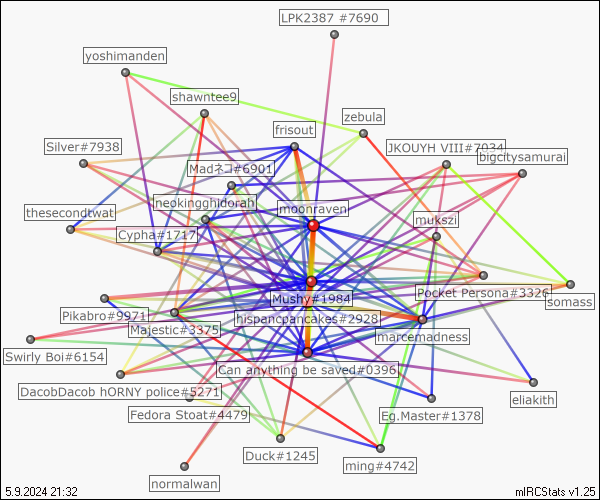 LPK2387 #7690
yoshimanden
shawntee9
zebula
frisout
Silver#7938
JKOUYH VIII#7034
bigcitysamurai
Madネコ#6901
neokingghidorah
moonraven
thesecondtwat
mukszi
Cypha#1717
Mushy#1984
Pocket Persona#3326
somass
Pikabro#9971
hispancpancakes#2928
Majestic#3375
marcemadness
Swirly Boi#6154
Can anything be saved#0396
DacobDacob hORNY police#5271
eliakith
Fedora Stoat#4479
Eg.Master#1378
Duck#1245
ming#4742
normalwan
5.9.2024 21:32
mIRCStats v1.25